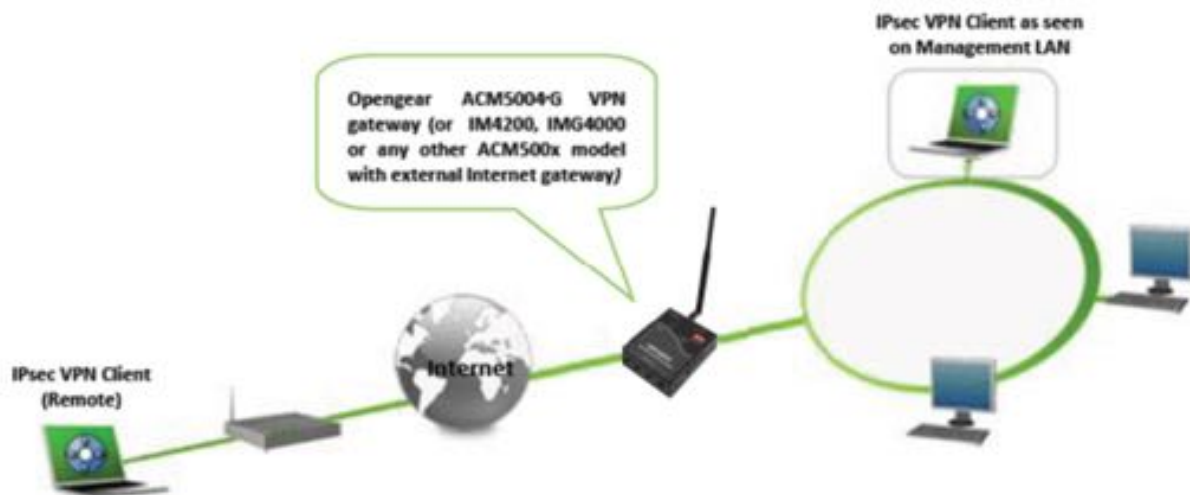 IPsec VPN Client as seen
on Management LAN
Opengear ACM5004-G VPN
gateway (or IM4200, IMG4000
or any other ACM500x model
with external Internet gateway)
Internet
IPsec VPN Client
(Remote)